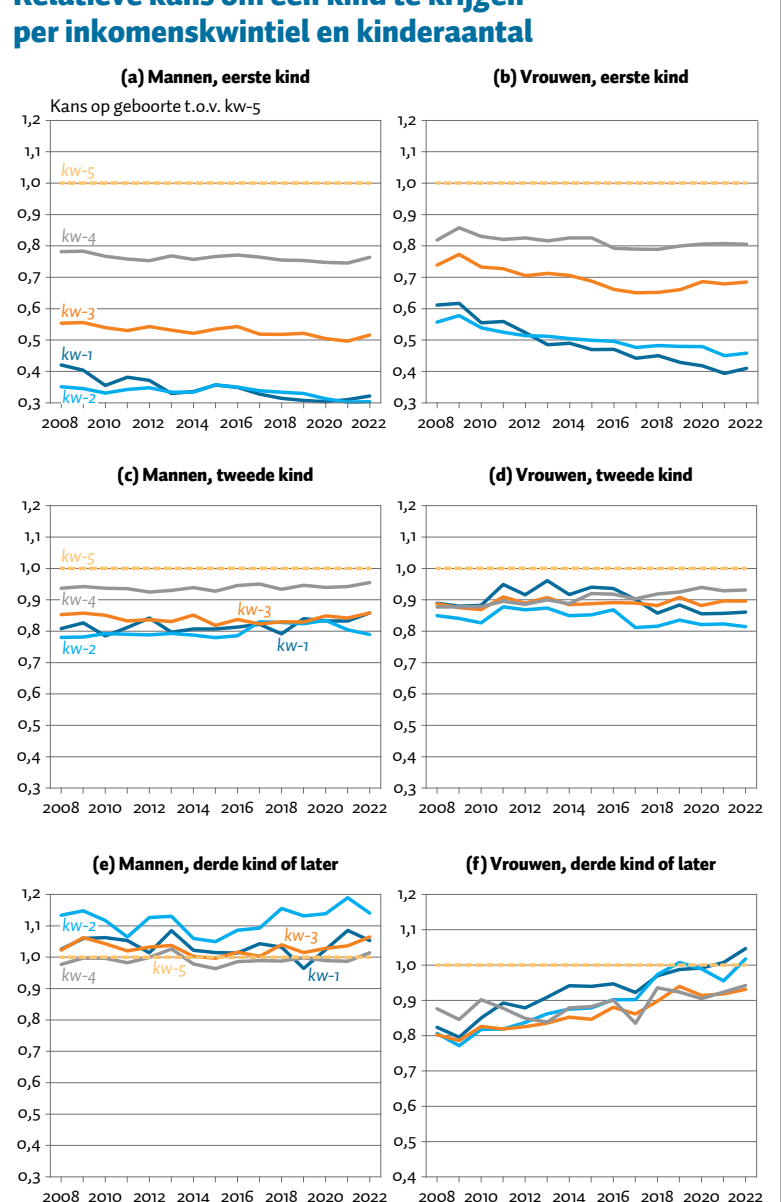 Relatieve kans om een kind te krijgen
per inkomenskwintiel en kinderaantal
(a) Mannen, eerste kind
Kans op geboorte t.o.v. kw-5
1,2
1,1
1,0
0,9
0,8
0,7
0,6
0,5
0,4
0,3
kw-5
kw-4
kw-3
kw-1
kw-2
2008 2010 2012 2014 2016 2018 2020 2022
(b) Vrouwen, eerste kind
1,2
1,1
1,0
0,9
0,8
0,7
0,6
0,5
0,4
0,3
2008 2010 2012 2014 2016 2018 2020 2022
(c) Mannen, tweede kind
1,2
1,1
1,0
0,9
0,8
0,7
0,6
0,5
0,4
0,3
kw-5
kw-4
kw-3
kw-2
kw-1
2008 2010 2012 2014 2016 2018 2020 2022
(d) Vrouwen, tweede kind
1,2
1,1
1,0
0,9
0,8
0,7
0,6
0,5
0,4
0,3
2008 2010 2012 2014 2016 2018 2020 2022
(e) Mannen, derde kind of later
1,2
1,1
1,0
0,9
0,8
0,7
0,6
0,5
0,4
0,3
kw-2
kw-3
kw-5
kw-4
kw-1
2008 2010 2012 2014 2016 2018 2020 2022
(f) Vrouwen, derde kind of later
1,2
1,1
1,0
0,9
0,8
0,7
0,6
0,5
0,4
2008 2010 2012 2014 2016 2018 2020 2022